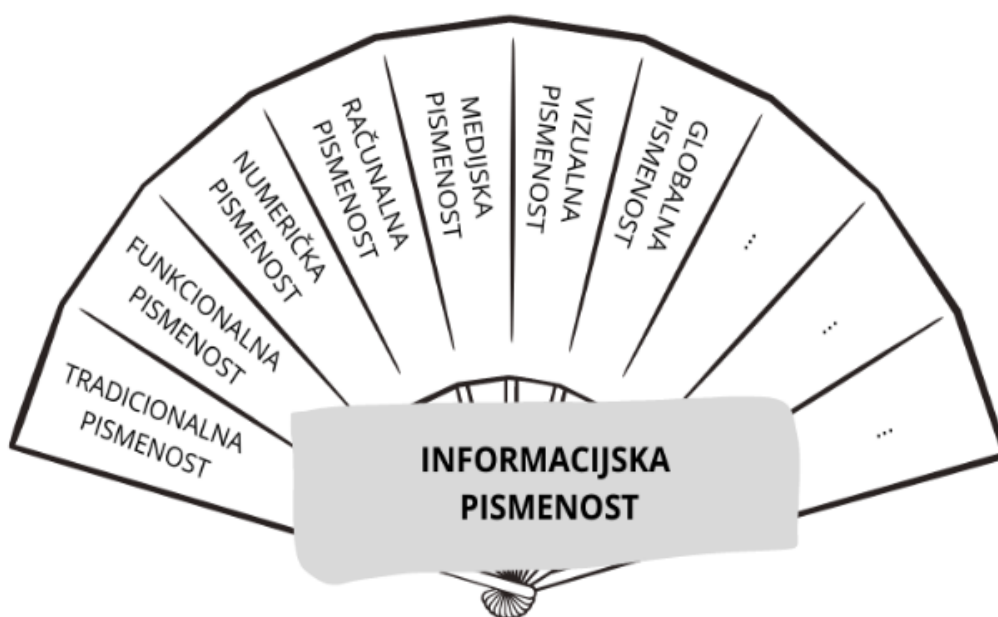 TRADICIONALNA
PISMENOST
FUNKCIONALNA
PISMENOST
NUMERIČKA
PISMENOST
RAČUNALNA
PISMENOST
MEDIJSKA
PISMENOST
VIZUALNA
PISMENOST
GLOBALNA
PISMENOST
...
...
...
INFORMACIJSKA
PISMENOST